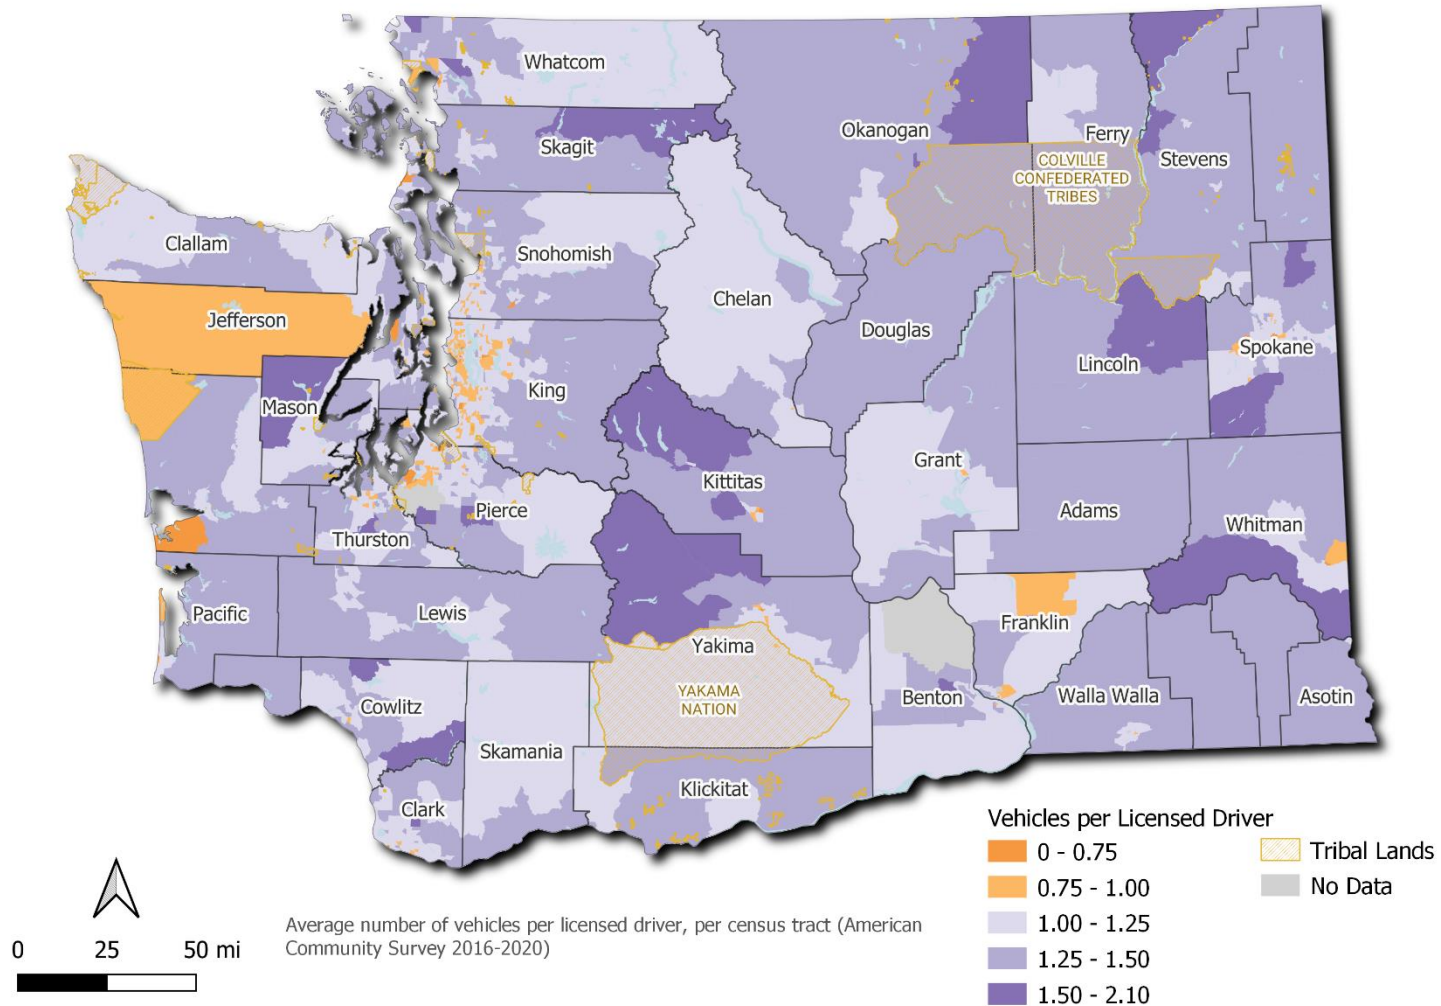 Whatcom
Skagit
Okanogan
Ferry
Stevens
COLVILLE
CONFEDERATED
TRIBES
Clallam
Snohomish
Chelan
Jefferson
Douglas
Lincoln
Spokane
King
Mason
Kittitas
Grant
Pierce
Adams
Whitman
Thurston
Pacific
Lewis
Franklin
Yakima
YAKAMA
NATION
Benton
Walla Walla
Asotin
Cowlitz
Skamania
Klickitat
Clark
Vehicles per Licensed Driver
0 - 0.75
0.75 - 1.00
1.00 - 1.25
1.25 - 1.50
1.50 - 2.10
Tribal Lands
No Data
0 25 50 mi
Average number of vehicles per licensed driver, per census tract (American
Community Survey 2016-2020)